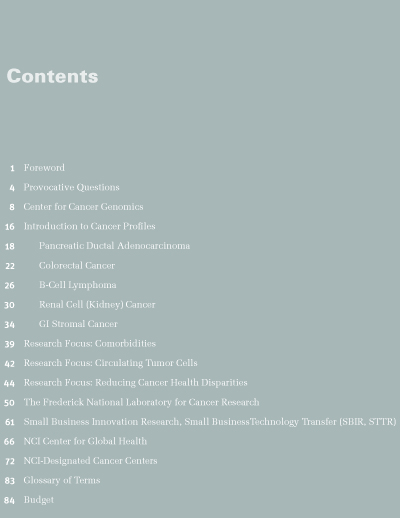 Contents
1 Foreword
4 Provocative Questions
8 Center for Cancer Genomics
16 Introduction to Cancer Profiles
18 Pancreatic Ductal Adenocarcinoma
22 Colorectal Cancer
26 B-Cell Lymphoma
30 Renal Cell (Kidney) Cancer
34 GI Stromal Cancer
39 Research Focus: Comorbidities
42 Research Focus: Circulating Tumor Cells
44 Research Focus: Reducing Cancer Health Disparities
50 The Frederick National Laboratory for Cancer Research
61 Small Business Innovation Research, Small BusinessTechnology Transfer (SBIR, STTR)
66 NCI Center for Global Health
72 NCI-Designated Cancer Centers
83 Glossary of Terms
84 Budget